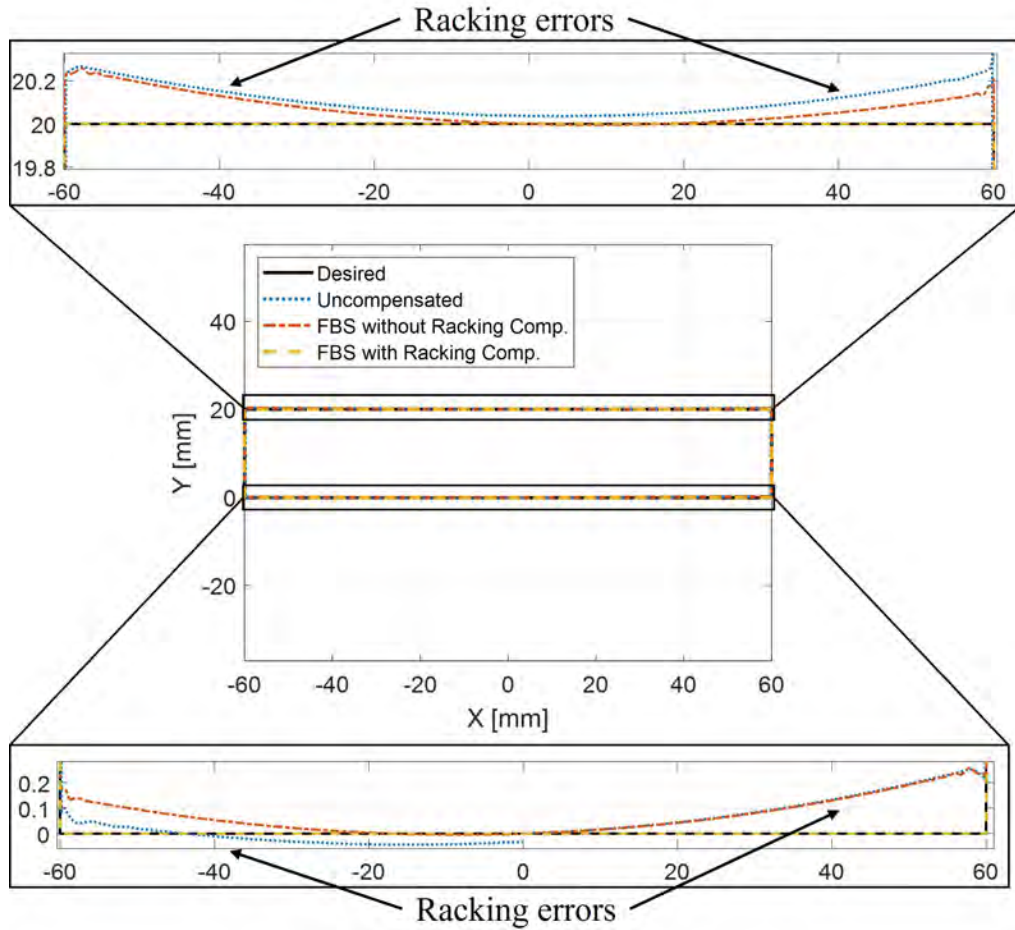 Racking errors
20.2
20
19.8
-60 -40 -20 0 20 40 60
Desired
Uncompensated
FBS without Racking Comp.
FBS with Racking Comp.
40
20
0
-20
Y [mm]
-60 -40 -20 0 20 40 60
X [mm]
0.2
0.1
0
-60 -40 -20 0 20 40 60
Racking errors